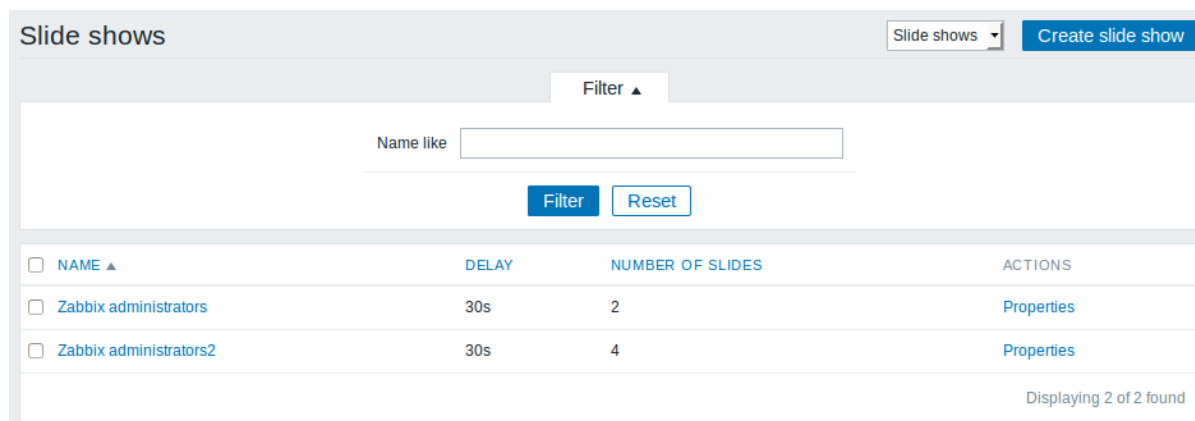 Slide shows Slide shows Create slide show
Filter
Name like
Filter Reset
NAME DELAY NUMBER OF SLIDES ACTIONS
Zabbix administrators 30s 2 Properties
Zabbix administrators2 30s 4 Properties
Displaying 2 of 2 found